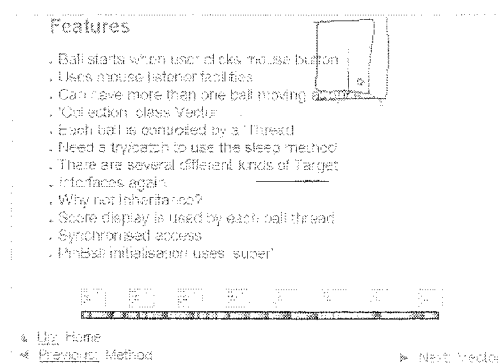 Features
. Ball starts when user clicks mouse button
. Uses mouse listener facilities
. Can have more than one ball moving
. 'Collection' class Vector
. Each ball is controlled by a 'Thread'
. Need a try/catch to use the sleep method
. There are several different kinds of Target
. Interfaces again
. Why not inheritance?
. Score display is used by each ball thread
. Synchronised access
. PinBall initialisation uses 'super'
Up: Home
Previous: Method
Next: Vector